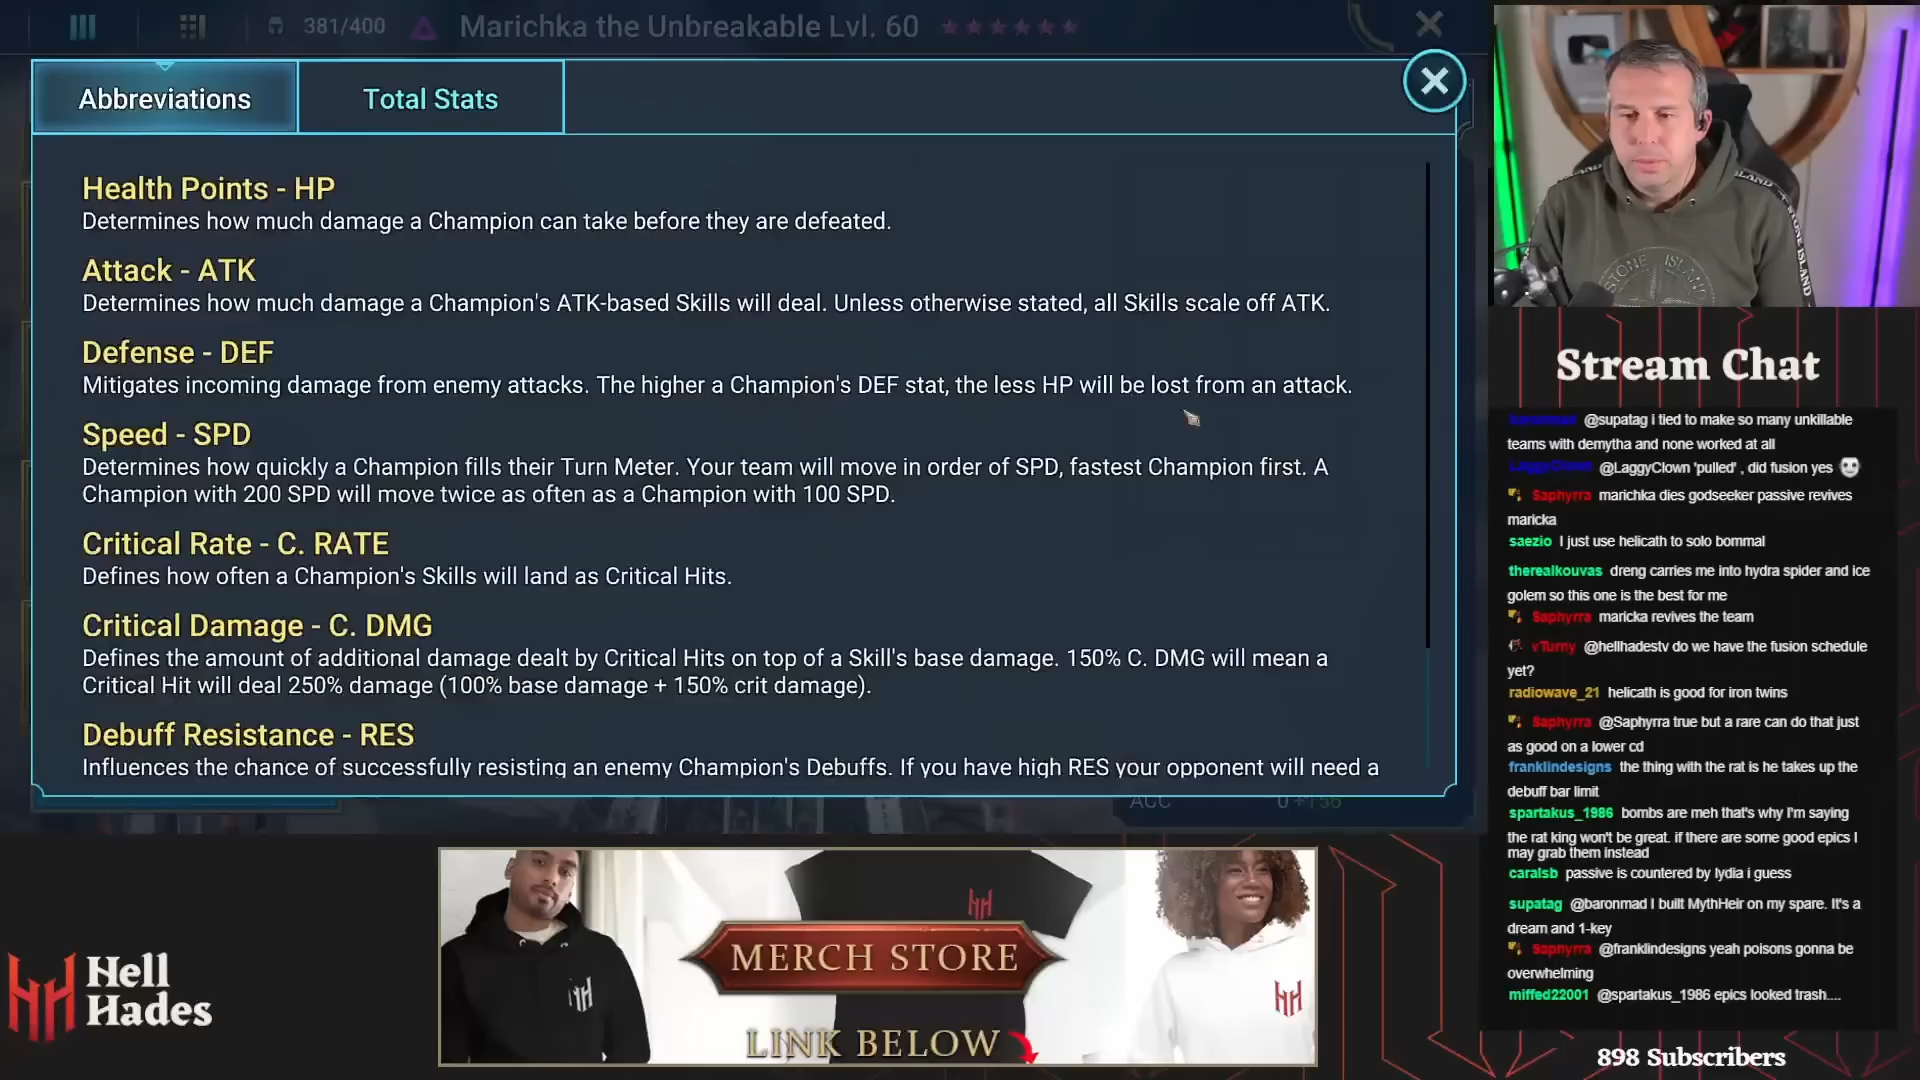 381/400
Marichka the Unbreakable Lvl. 60
Abbreviations
Total Stats
Health Points - HP
Determines how much damage a Champion can take before they are defeated.
Attack - ATK
Determines how much damage a Champion's ATK-based Skills will deal. Unless otherwise stated, all Skills scale off ATK.
Defense - DEF
Mitigates incoming damage from enemy attacks. The higher a Champion's DEF stat, the less HP will be lost from an attack.
Speed - SPD
Determines how quickly a Champion fills their Turn Meter. Your team will move in order of SPD, fastest Champion first. A
Champion with 200 SPD will move twice as often as a Champion with 100 SPD.
Critical Rate - C. RATE
Defines how often a Champion's Skills will land as Critical Hits.
Critical Damage - C. DMG
Defines the amount of additional damage dealt by Critical Hits on top of a Skill's base damage. 150% C. DMG will mean a
Critical Hit will deal 250% damage (100% base damage + 150% crit damage).
Debuff Resistance - RES
Influences the chance of successfully resisting an enemy Champion's Debuffs. If you have high RES your opponent will need a
ACC
STONE ISLAND
Stream Chat
baronmad @supatag i tied to make so many unkillable
teams with demytha and none worked at all
LaggyClown @LaggyClown 'pulled' , did fusion yes
Saphyrra marichka dies godseeker passive revives
maricka
saezio I just use helicath to solo bommal
therealkouvas dreng carries me into hydra spider and ice
golem so this one is the best for me
Saphyrra maricka revives the team
vTurny @hellhadestv do we have the fusion schedule
yet?
radiowave_21 helicath is good for iron twins
Saphyrra @Saphyrra true but a rare can do that just
as good on a lower cd
franklindesigns the thing with the rat is he takes up the
debuff bar limit
spartakus_1986 bombs are meh that's why I'm saying
the rat king won't be great. if there are some good epics I
may grab them instead
caralsb passive is countered by lydia i guess
supatag @baronmad I built MythHeir on my spare. It's a
dream and 1-key
Saphyrra @franklindesigns yeah poisons gonna be
overwhelming
miffed22001 @spartakus_1986 epics looked trash....
898 Subscribers
Hell
Hades
MERCH STORE
LINK BELOW